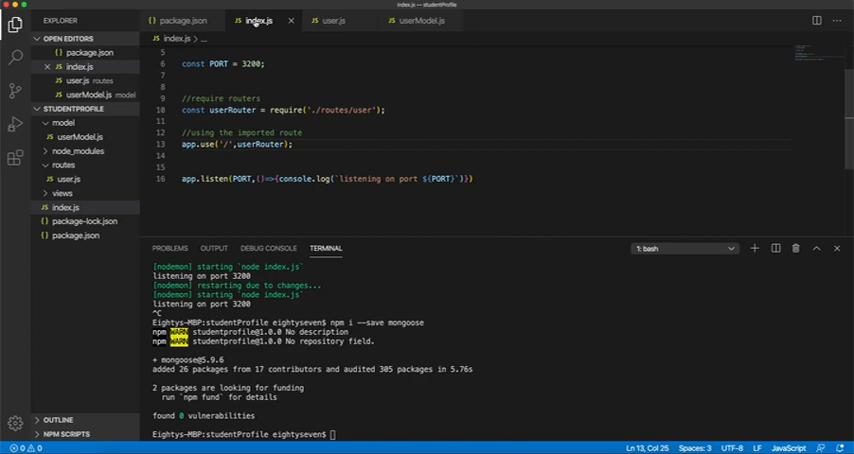 index.js — studentProfile
EXPLORER
OPEN EDITORS
{} package.json
JS index.js
JS user.js routes
JS userModel.js model
STUDENTPROFILE
model
JS userModel.js
node_modules
routes
JS user.js
views
JS index.js
{} package-lock.json
{} package.json
OUTLINE
NPM SCRIPTS
{} package.json
JS index.js
JS user.js
JS userModel.js
JS index.js > ...
5
6 const PORT = 3200;
7
8
9 //require routers
10 const userRouter = require('./routes/user');
11
12 //using the imported route
13 app.use('/',userRouter);
14
15
16 app.listen(PORT,()=>{console.log(`listening on port ${PORT}`)})
PROBLEMS OUTPUT DEBUG CONSOLE TERMINAL 1: bash
[nodemon] starting `node index.js`
listening on port 3200
[nodemon] restarting due to changes...
[nodemon] starting `node index.js`
listening on port 3200
^C
Eightys-MBP:studentProfile eightyseven$ npm i --save mongoose
npm WARN studentprofile@1.0.0 No description
npm WARN studentprofile@1.0.0 No repository field.
+ mongoose@5.9.6
added 26 packages from 17 contributors and audited 305 packages in 5.76s
2 packages are looking for funding
run `npm fund` for details
found 0 vulnerabilities
Eightys-MBP:studentProfile eightyseven$
0 0 Ln 13, Col 25 Spaces: 3 UTF-8 LF JavaScript